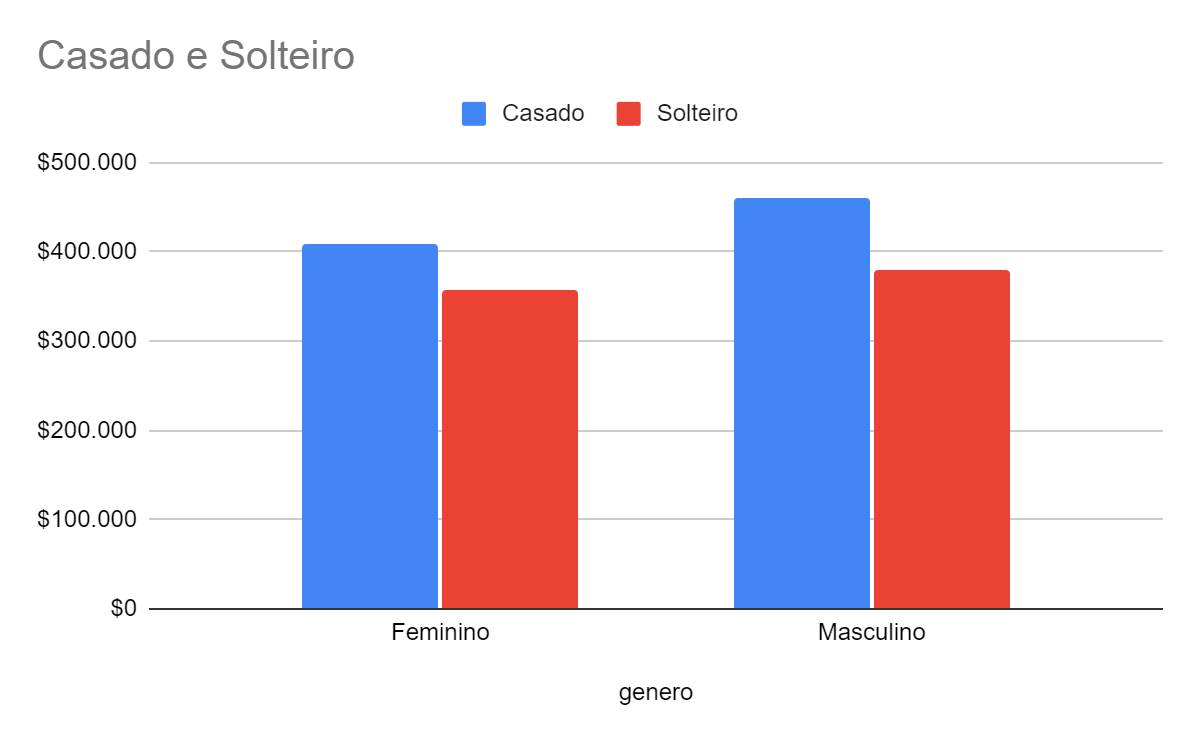 Casado e Solteiro
Casado Solteiro
$500.000
$400.000
$300.000
$200.000
$100.000
$0
Feminino Masculino
genero